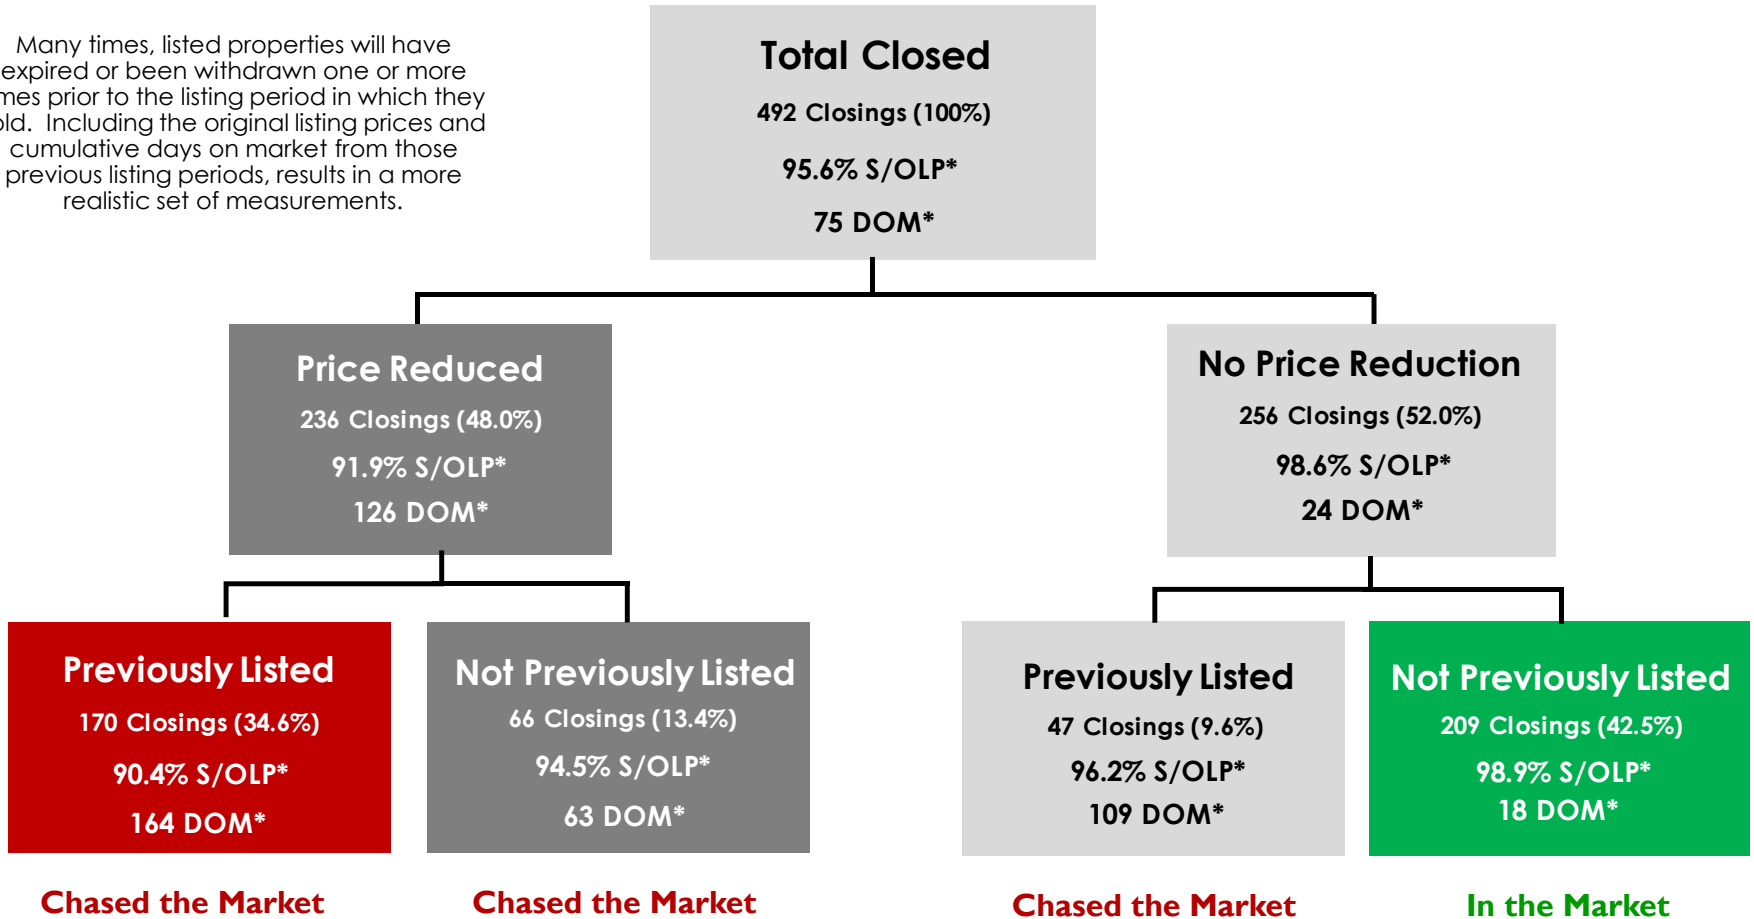 Many times, listed properties will have
expired or been withdrawn one or more
mes prior to the listing period in which they
old. Including the original listing prices and
cumulative days on market from those
previous listing periods, results in a more
realistic set of measurements.
Total Closed
492 Closings (100%)
95.6% S/OLP*
75 DOM*
Price Reduced
236 Closings (48.0%)
91.9% S/OLP*
126 DOM*
No Price Reduction
256 Closings (52.0%)
98.6% S/OLP*
24 DOM*
Previously Listed
170 Closings (34.6%)
90.4% S/OLP*
164 DOM*
Chased the Market
Not Previously Listed
66 Closings (13.4%)
94.5% S/OLP*
63 DOM*
Chased the Market
Previously Listed
47 Closings (9.6%)
96.2% S/OLP*
109 DOM*
Chased the Market
Not Previously Listed
209 Closings (42.5%)
98.9% S/OLP*
18 DOM*
In the Market